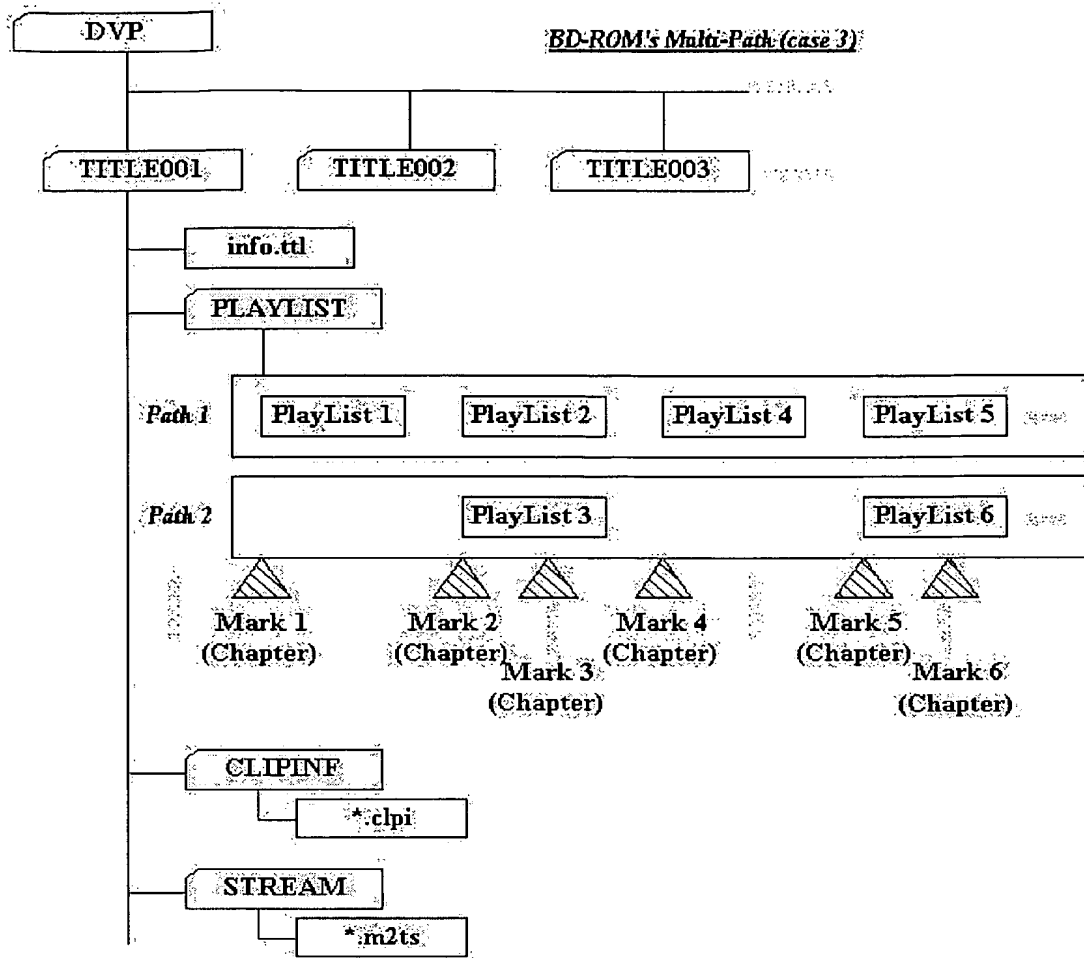 DVP
BD-ROM's Multi-Path (case 3)
TITLE001
TITLE002
TITLE003
info.ttl
PLAYLIST
Path 1
PlayList 1
PlayList 2
PlayList 4
PlayList 5
Path 2
PlayList 3
PlayList 6
Mark 1
(Chapter)
Mark 2
(Chapter)
Mark 3
(Chapter)
Mark 4
(Chapter)
Mark 5
(Chapter)
Mark 6
(Chapter)
CLIPINF
*.clpi
STREAM
*.m2ts